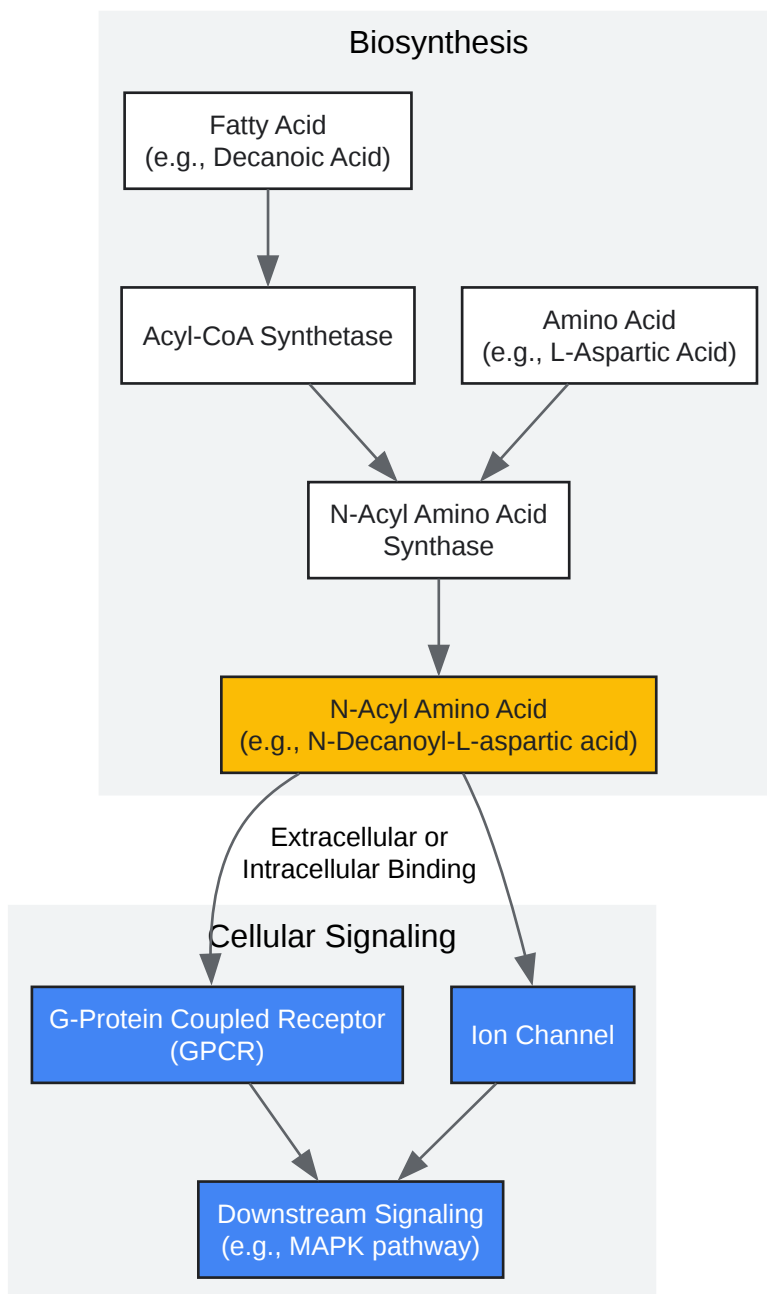 Biosynthesis
Fatty Acid
(e.g., Decanoic Acid)
Acyl-CoA Synthetase
Amino Acid
(e.g., L-Aspartic Acid)
N-Acyl Amino Acid
Synthase
N-Acyl Amino Acid
(e.g., N-Decanoyl-L-aspartic acid)
Extracellular or
Intracellular Binding
Cellular Signaling
G-Protein Coupled Receptor
(GPCR)
Ion Channel
Downstream Signaling
(e.g., MAPK pathway)